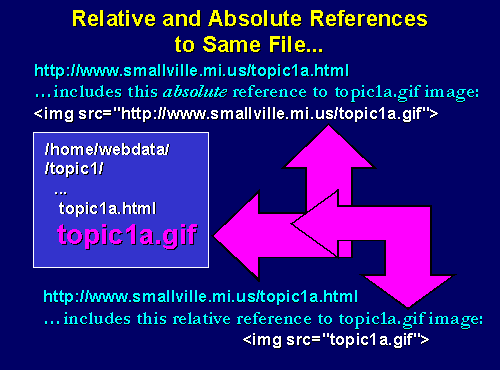 Relative and Absolute References
to Same File...
http://www.smallville.mi.us/topic1a.html
…includes this absolute reference to topic1a.gif image:
<img src="http://www.smallville.mi.us/topic1a.gif">
/home/webdata/
/topic1/
...
topic1a.html
topic1a.gif
http://www.smallville.mi.us/topic1a.html
…includes this relative reference to topic1a.gif image:
<img src="topic1a.gif">